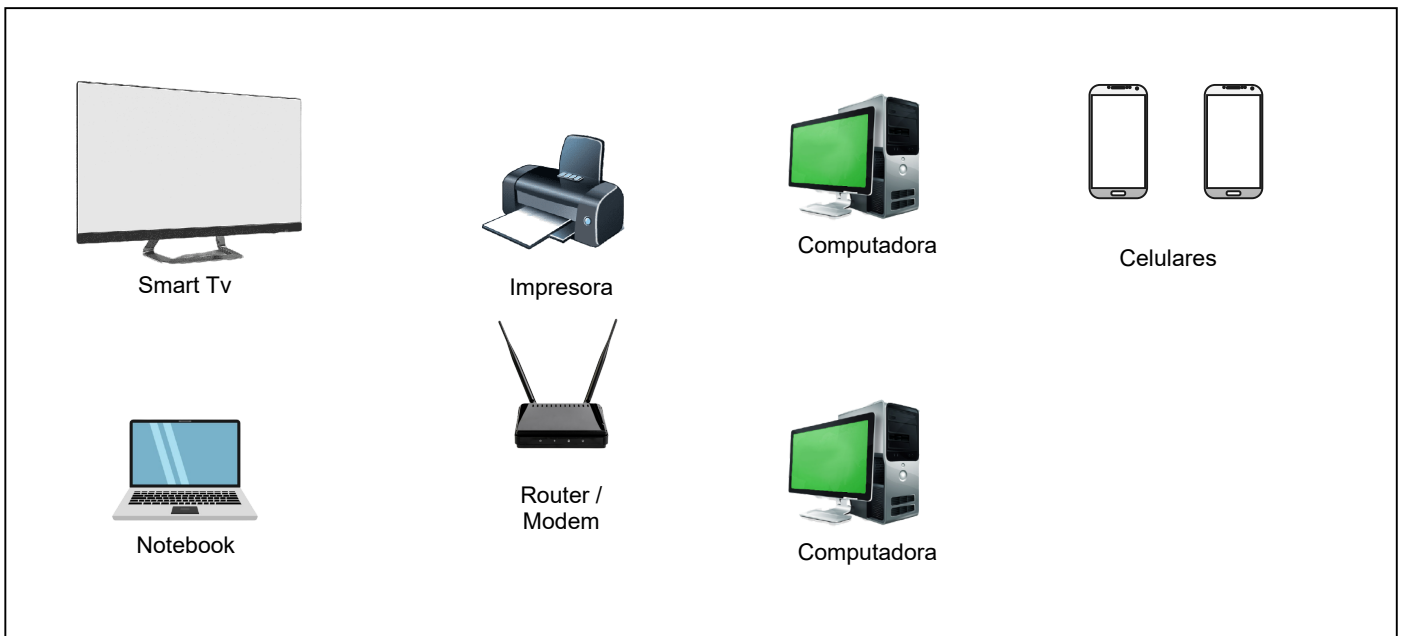 Smart Tv
Impresora
Computadora
Celulares
Notebook
Router /
Modem
Computadora